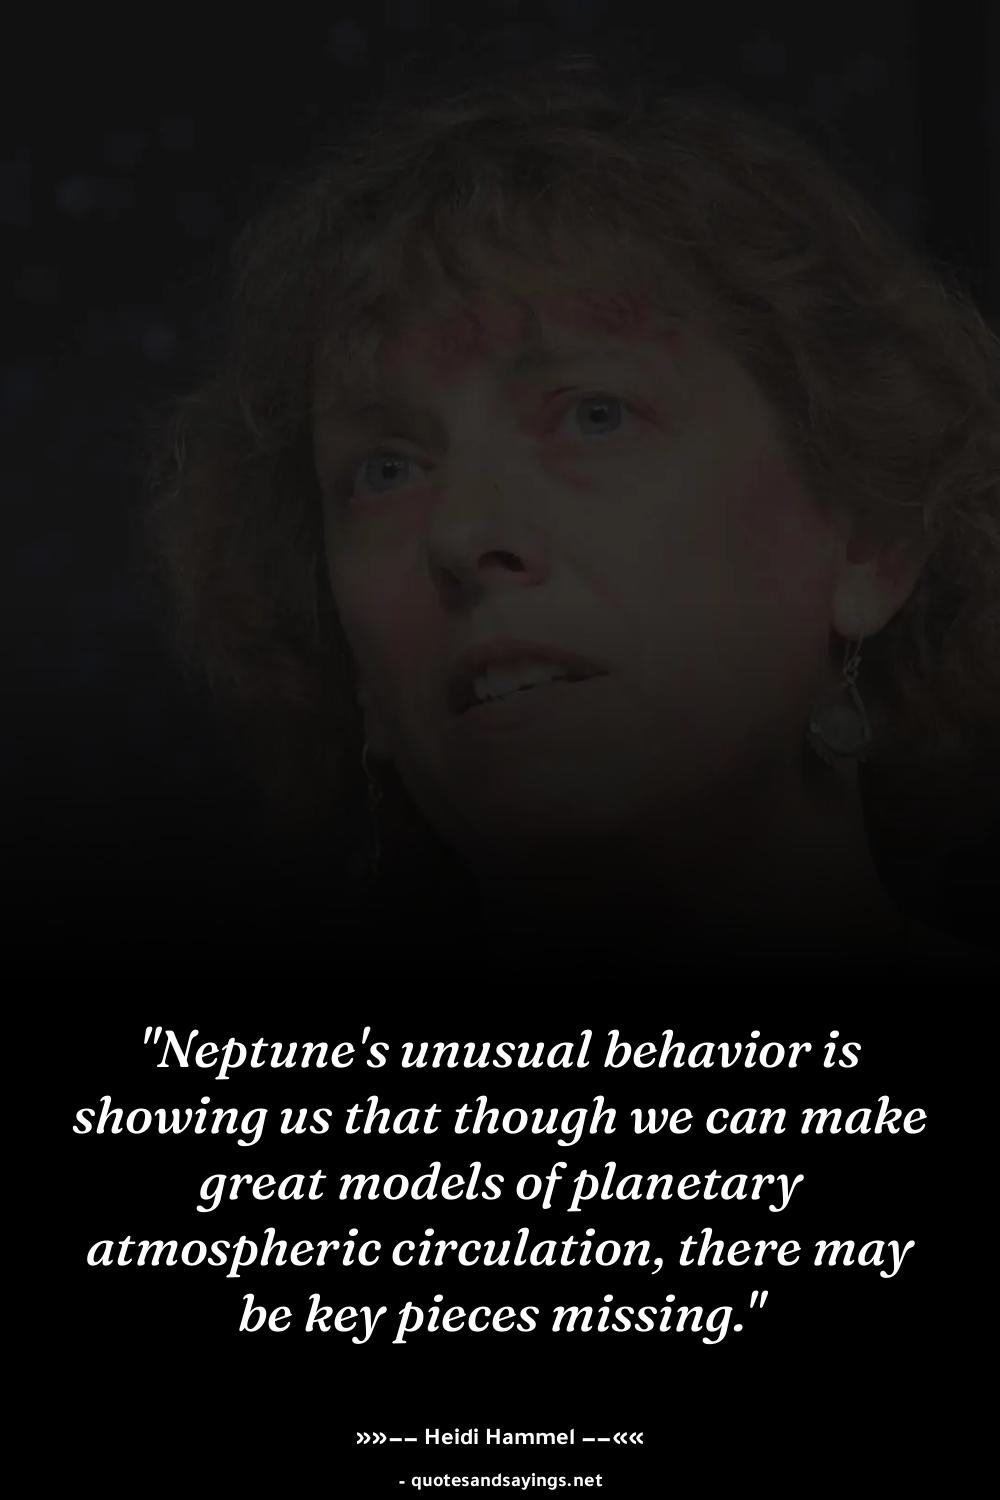 "Neptune's unusual behavior is
showing us that though we can make
great models of planetary
atmospheric circulation, there may
be key pieces missing."
»»−− Heidi Hammel −−««
- quotesandsayings.net